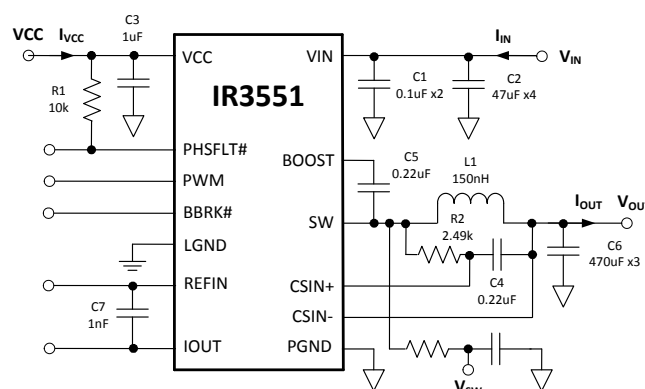 VCC
IVCC
C3
1uF
R1
10k
VCC
PHSFLT#
PWM
BBRK#
LGND
REFIN
IOUT
C7
1nF
IR3551
VIN
BOOST
SW
CSIN+
CSIN-
PGND
IIN
VIN
C1
0.1uF x2
C2
47uF x4
C5
0.22uF
L1
150nH
R2
2.49k
C4
0.22uF
IOUT
VOU
C6
470uF x3